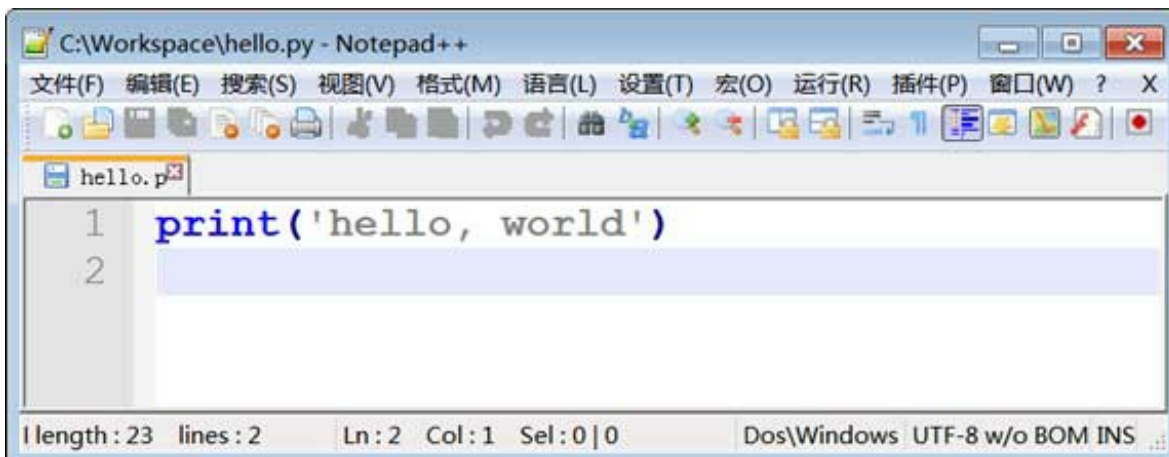 C:\Workspace\hello.py - Notepad++
文件(F) 编辑(E) 搜索(S) 视图(V) 格式(M) 语言(L) 设置(T) 宏(O) 运行(R) 插件(P) 窗口(W) ? X
hello.p
1 print('hello, world')
2
length : 23 lines : 2 Ln : 2 Col : 1 Sel : 0 | 0 Dos\Windows UTF-8 w/o BOM INS